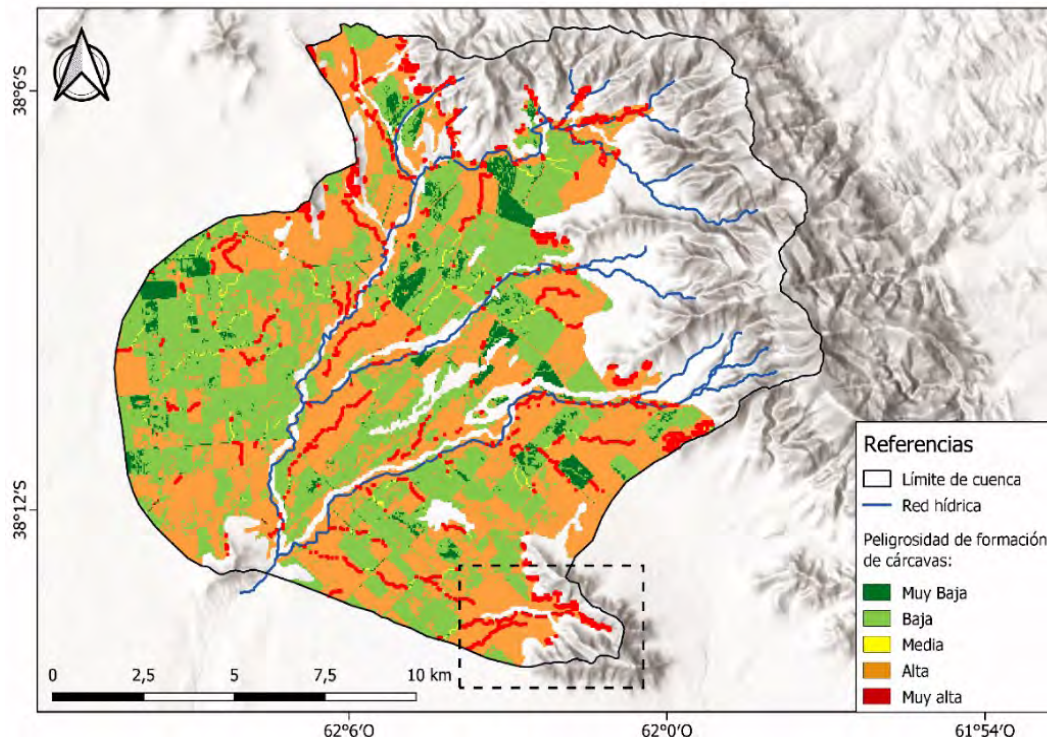 38°6′S
38°12′S
Referencias
Límite de cuenca
Red hídrica
Peligrosidad de formación
de cárcavas:
Muy Baja
Baja
Media
Alta
Muy alta
0 2,5 5 7,5 10 km
62°6′O 62°0′O 61°54′O